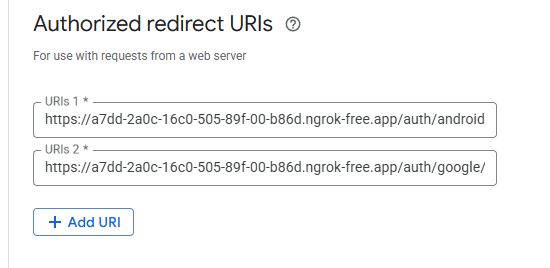 Authorized redirect URIs
For use with requests from a web server
URIs 1 *
https://a7dd-2a0c-16c0-505-89f-00-b86d.ngrok-free.app/auth/android
URIs 2 *
https://a7dd-2a0c-16c0-505-89f-00-b86d.ngrok-free.app/auth/google/
+ Add URI